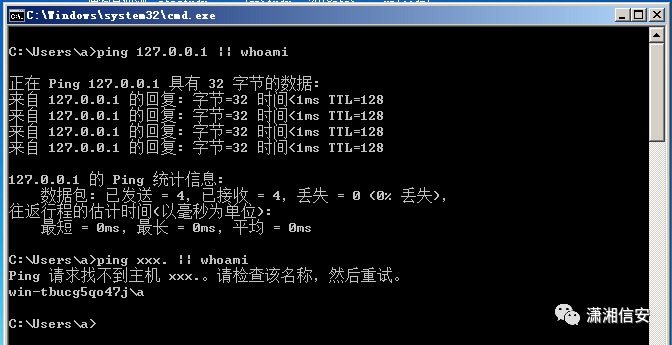 C:\Windows\system32\cmd.exe
C:\Users\a>ping 127.0.0.1 || whoami
正在 Ping 127.0.0.1 具有 32 字节的数据:
来自 127.0.0.1 的回复: 字节=32 时间<1ms TTL=128
来自 127.0.0.1 的回复: 字节=32 时间<1ms TTL=128
来自 127.0.0.1 的回复: 字节=32 时间<1ms TTL=128
来自 127.0.0.1 的回复: 字节=32 时间<1ms TTL=128
127.0.0.1 的 Ping 统计信息:
数据包: 已发送 = 4，已接收 = 4，丢失 = 0 (0% 丢失)，
往返行程的估计时间(以毫秒为单位):
最短 = 0ms，最长 = 0ms，平均 = 0ms
C:\Users\a>ping xxx. || whoami
Ping 请求找不到主机 xxx.。请检查该名称，然后重试。
win-tbucg5qo47j\a
C:\Users\a>
潇湘信安